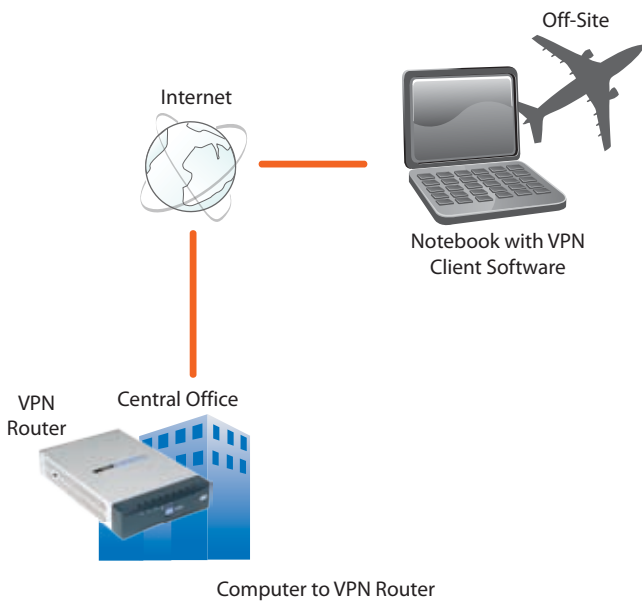 Off-Site
Internet
Notebook with VPN
Client Software
VPN
Router
Central Office
Computer to VPN Router